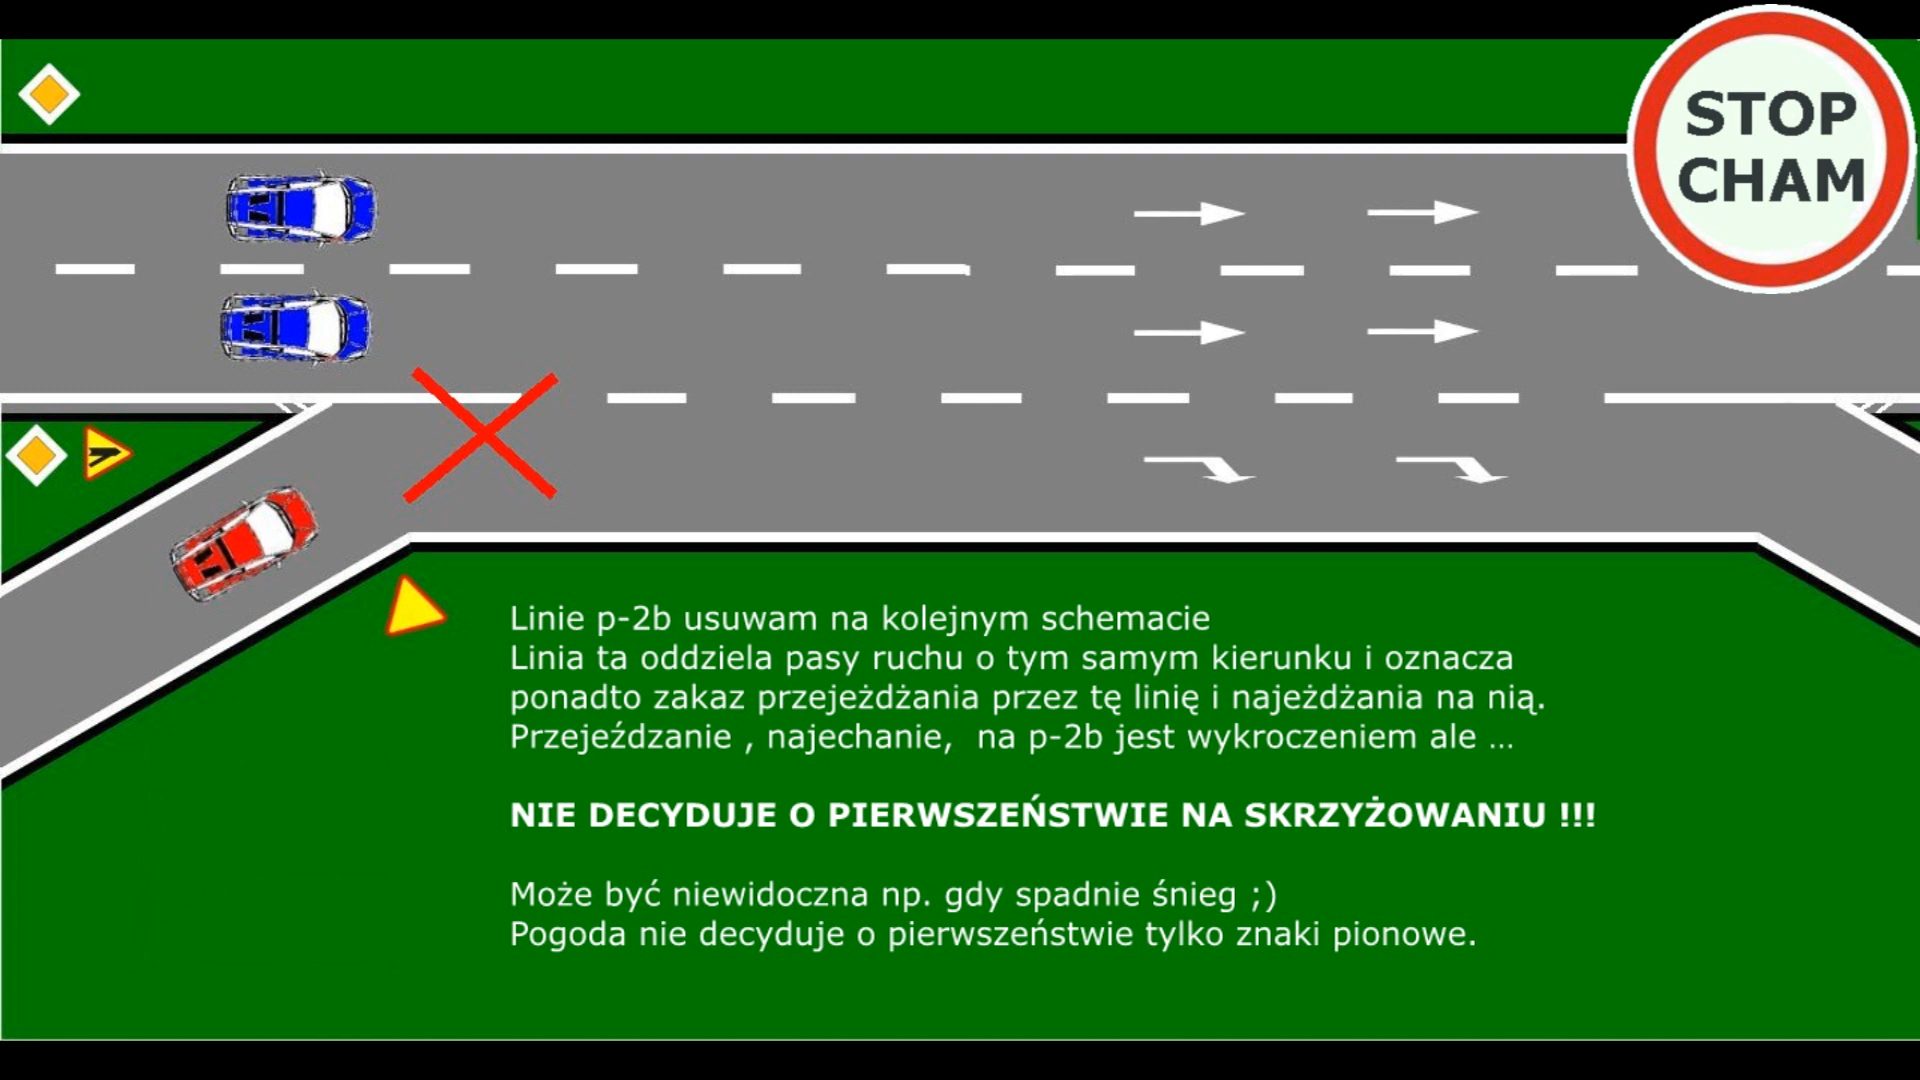 STOP
CHAM
Linie p-2b usuwam na kolejnym schemacie
Linia ta oddziela pasy ruchu o tym samym kierunku i oznacza
ponadto zakaz przejeżdżania przez tę linię i najeżdżania na nią.
Przejeźdzanie , najechanie,  na p-2b jest wykroczeniem ale ...
NIE DECYDUJE O PIERWSZEŃSTWIE NA SKRZYŻOWANIU !!!
Może być niewidoczna np. gdy spadnie śnieg ;)
Pogoda nie decyduje o pierwszeństwie tylko znaki pionowe.